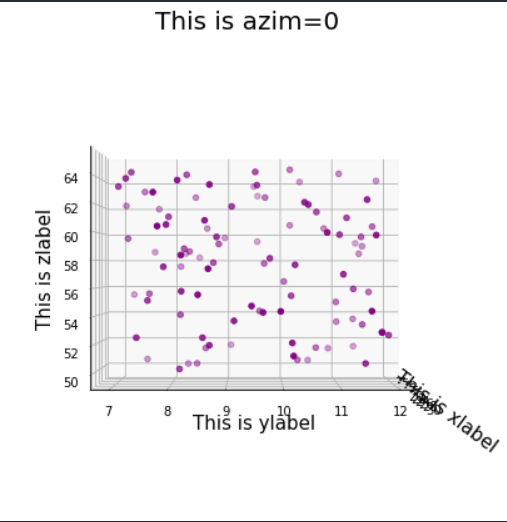 This is azim=0
64
62
60
58
56
54
52
50
This is zlabel
7 8 9 10 11 12
This is ylabel
This is xlabel